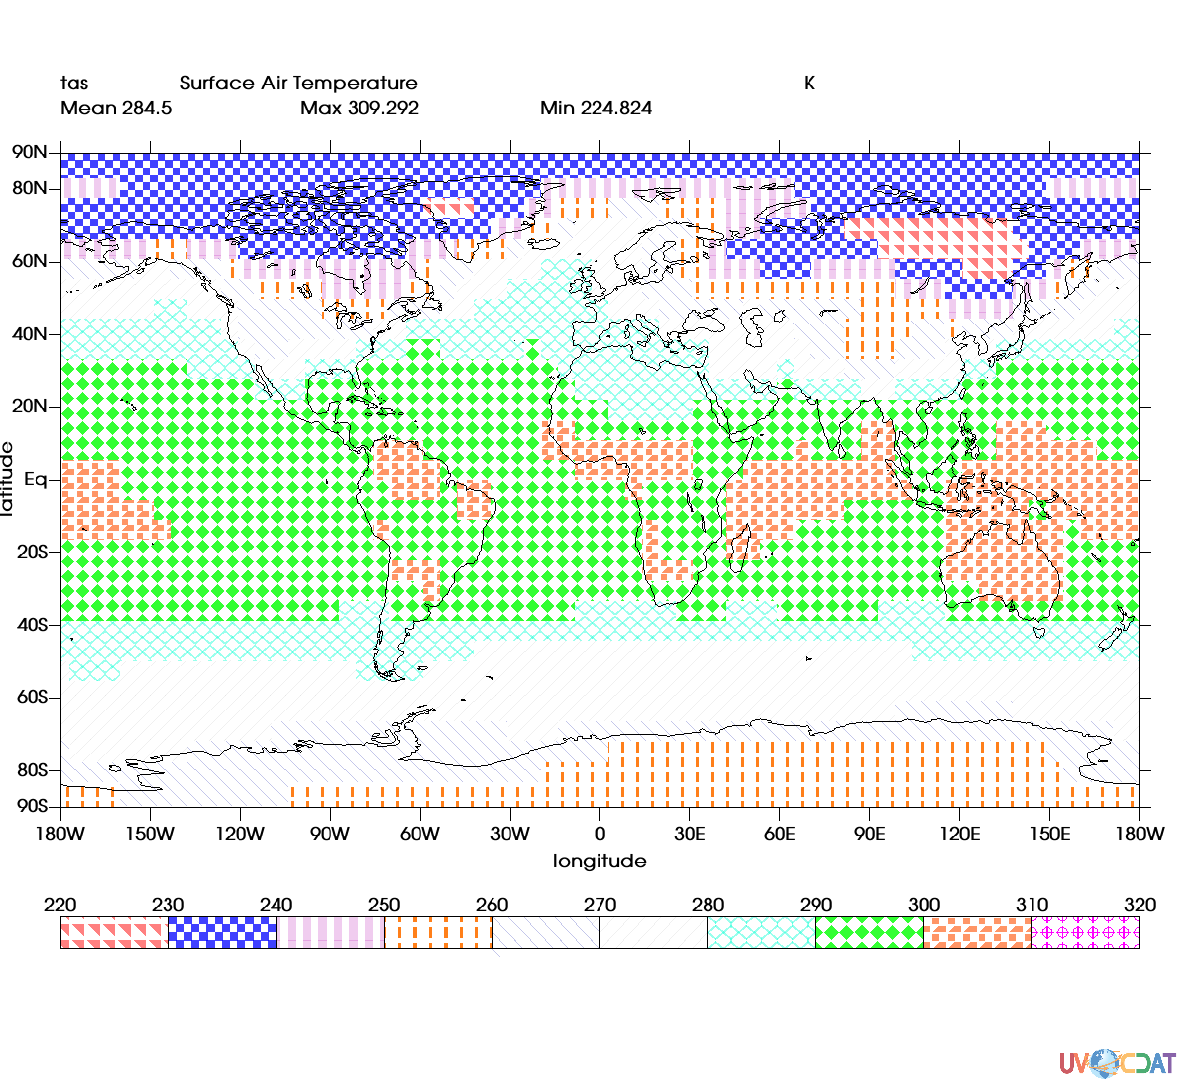 tas Surface Air Temperature K
Mean 284.5 Max 309.292 Min 224.824
90N
80N
60N
40N
20N
Eq
20S
40S
60S
80S
90S
latitude
180W 150W 120W 90W 60W 30W 0 30E 60E 90E 120E 150E 180W
longitude
220 230 240 250 260 270 280 290 300 310 320
UV CDAT